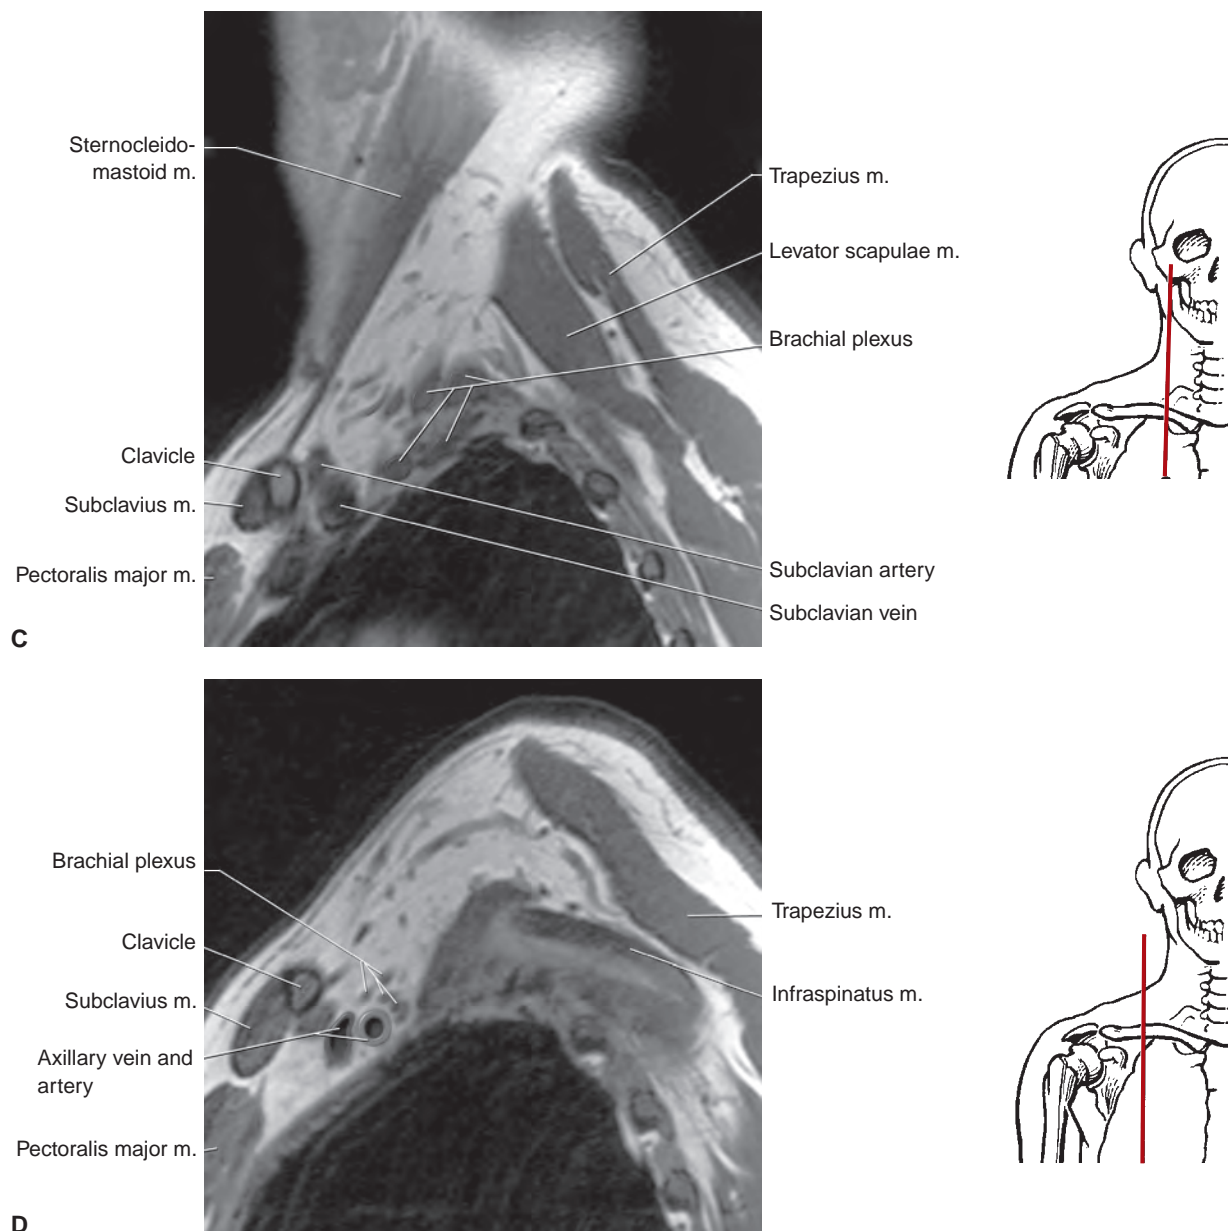 Sternocleido-
mastoid m.
Clavicle
Subclavius m.
Pectoralis major m.
C
Trapezius m.
Levator scapulae m.
Brachial plexus
Subclavian artery
Subclavian vein
Brachial plexus
Clavicle
Subclavius m.
Axillary vein and
artery
Pectoralis major m.
D
Trapezius m.
Infraspinatus m.